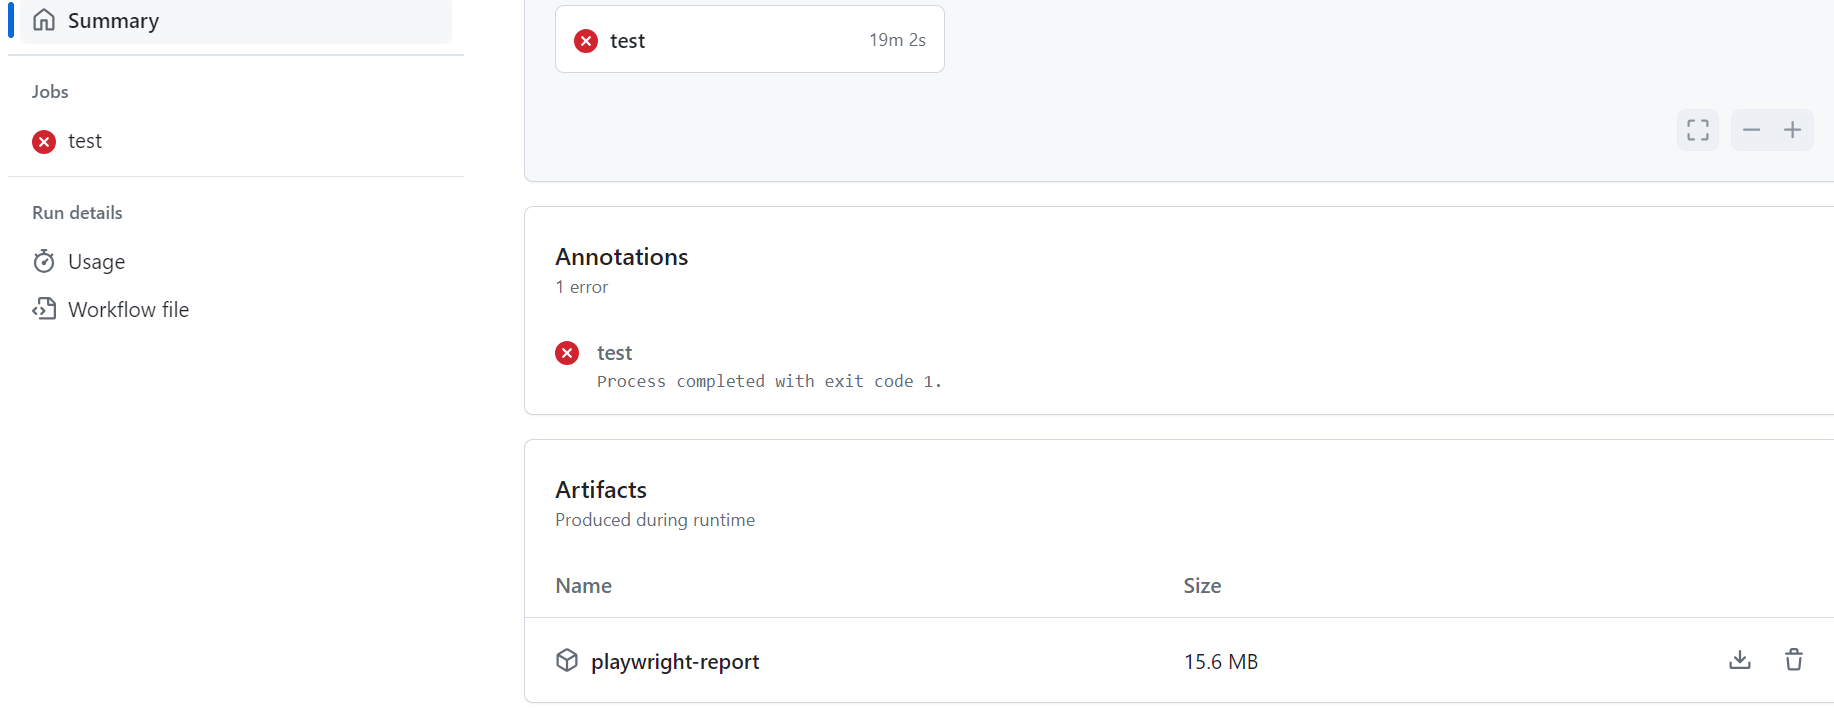 Summary
Jobs
test
Run details
Usage
Workflow file
test 19m 2s
Annotations
1 error
test
Process completed with exit code 1.
Artifacts
Produced during runtime
Name Size
playwright-report 15.6 MB